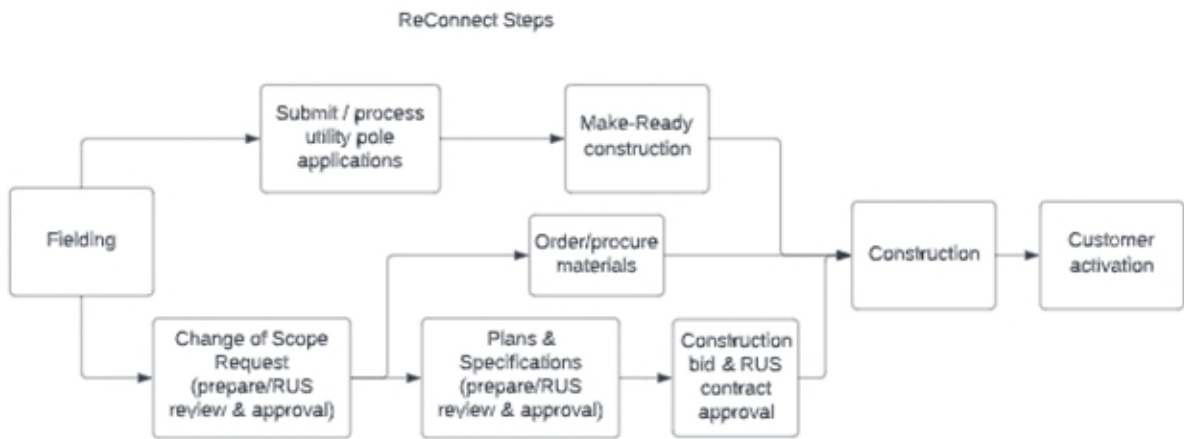 ReConnect Steps
Submit / process
utility pole
applications
Make-Ready
construction
Fielding
Order/procure
materials
Construction
Customer
activation
Change of Scope
Request
(prepare/RUS
review & approval)
Plans &
Specifications
(prepare/RUS
review & approval)
Construction
bid & RUS
contract
approval